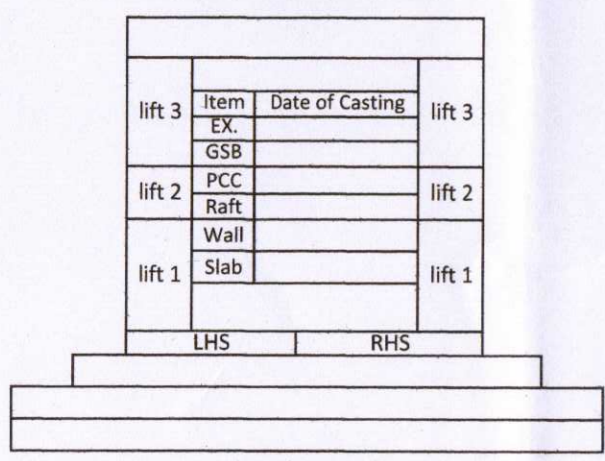 Item Date of Casting
lift 3 EX. lift 3
GSB
lift 2 PCC lift 2
Raft
Wall
lift 1 Slab lift 1
LHS RHS